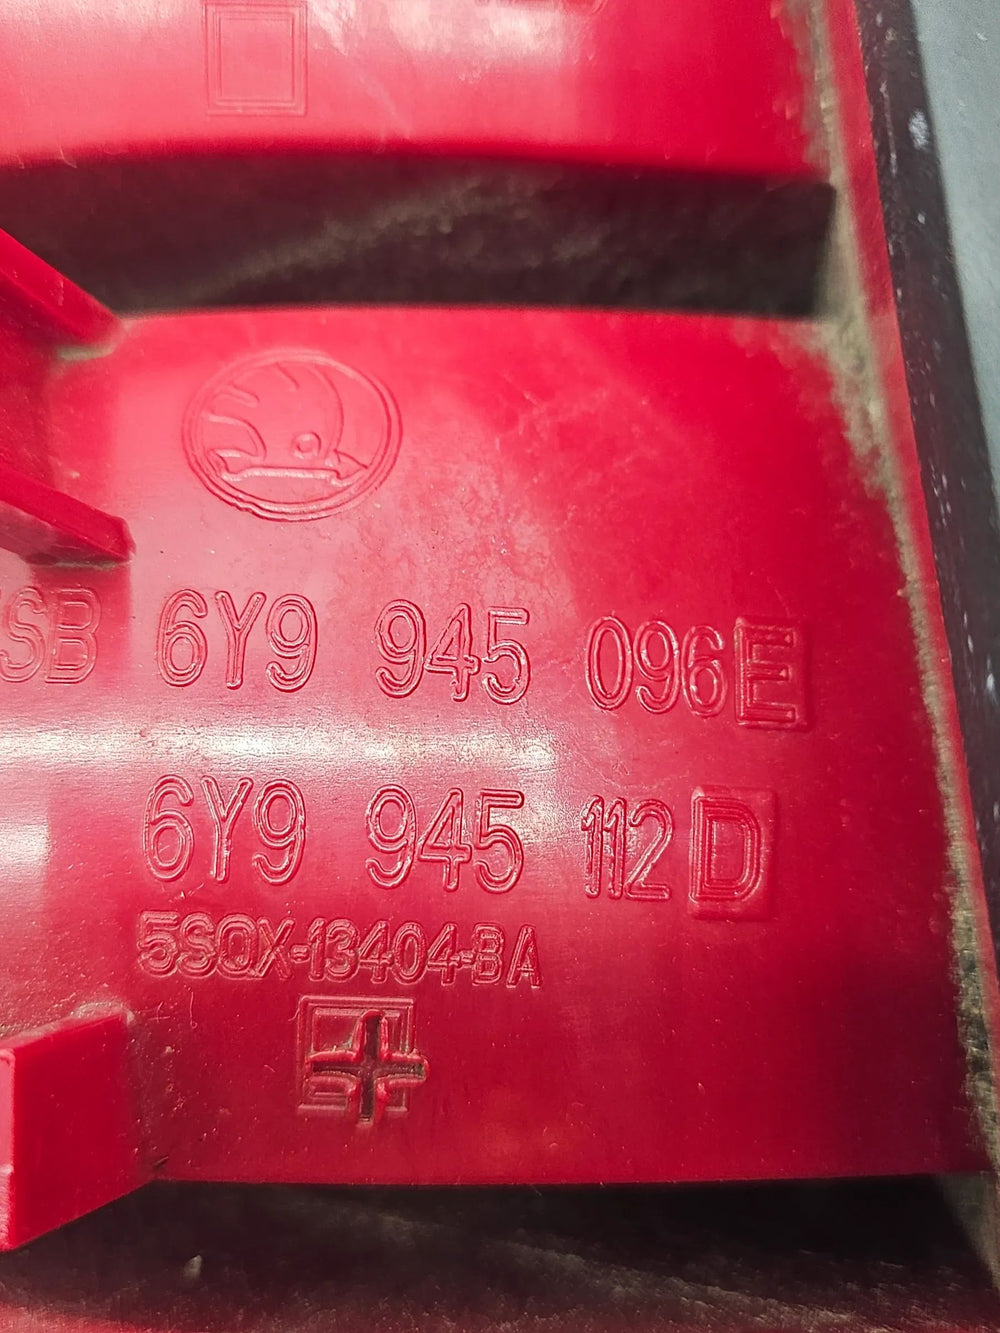 SB 6Y9 945 096E
6Y9 945 112D
5SQX-13404-BA